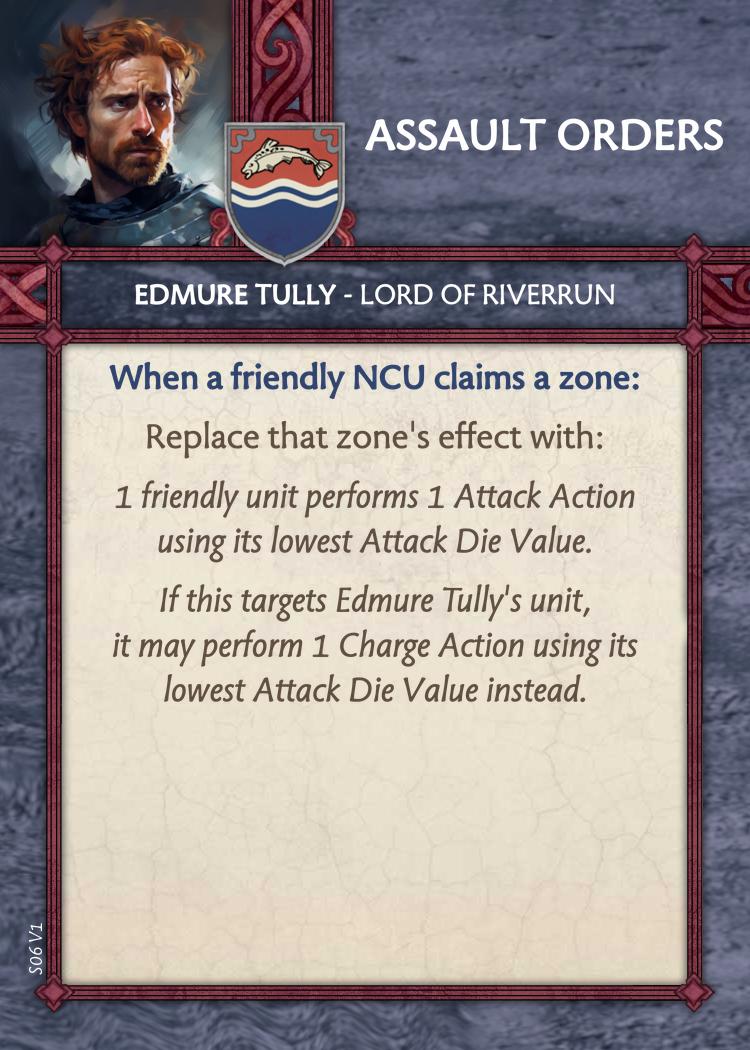 ASSAULT ORDERS
EDMURE TULLY - LORD OF RIVERRUN
When a friendly NCU claims a zone:
Replace that zone's effect with:
1 friendly unit performs 1 Attack Action
using its lowest Attack Die Value.
If this targets Edmure Tully's unit,
it may perform 1 Charge Action using its
lowest Attack Die Value instead.
S06 V1